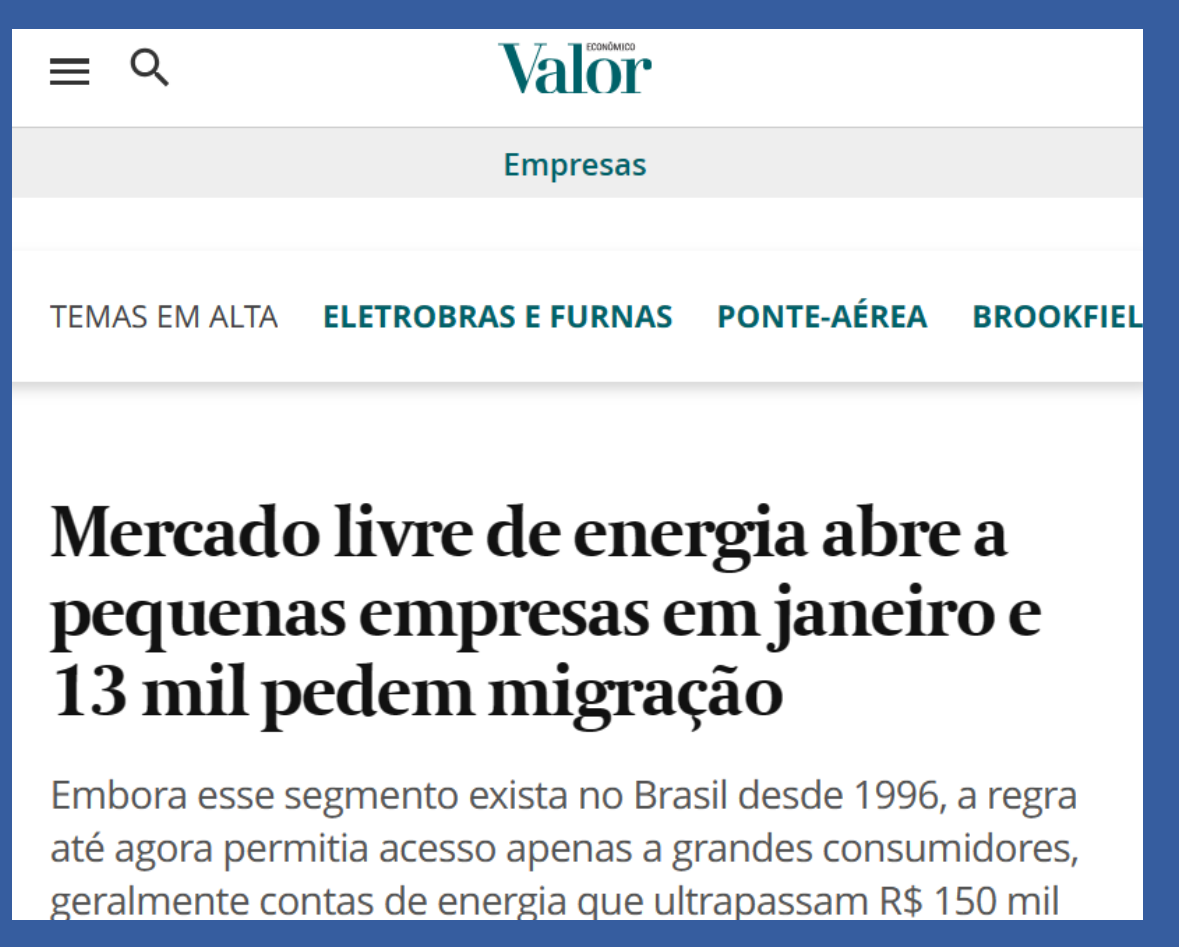 Valor ECONÔMICO
Empresas
TEMAS EM ALTA ELETROBRAS E FURNAS PONTE-AÉREA BROOKFIEL
Mercado livre de energia abre a
pequenas empresas em janeiro e
13 mil pedem migração
Embora esse segmento exista no Brasil desde 1996, a regra
até agora permitia acesso apenas a grandes consumidores,
geralmente contas de energia que ultrapassam R$ 150 mil